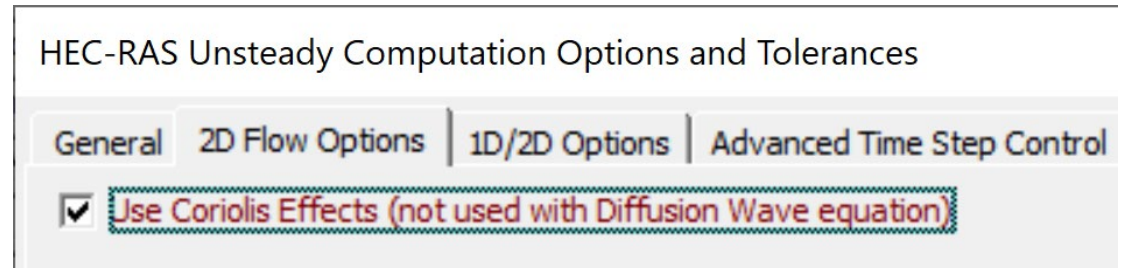 HEC-RAS Unsteady Computation Options and Tolerances
General 2D Flow Options 1D/2D Options Advanced Time Step Control
Use Coriolis Effects (not used with Diffusion Wave equation)